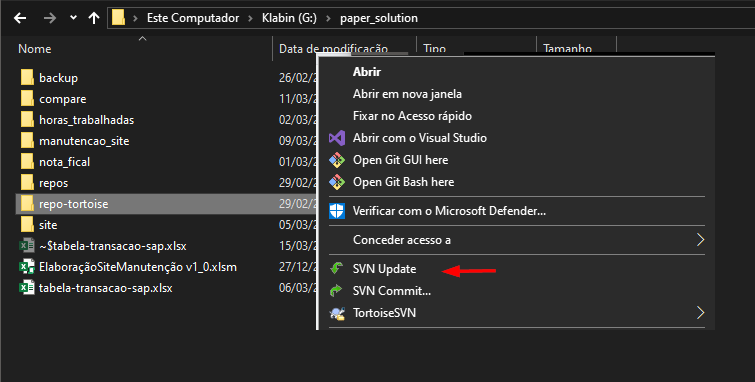 Este Computador > Klabin (G:) > paper_solution
Nome Data de modificação Tipo Tamanho
backup 26/02/2
compare 11/03/2
horas_trabalhadas 02/03/2
manutencao_site 09/03/2
nota_fical 01/03/2
repos 29/02/2
repo-tortoise 29/02/2
site 05/03/2
~$tabela-transacao-sap.xlsx 15/03/2
ElaboraçãoSiteManutenção v1_0.xlsm 27/12/2
tabela-transacao-sap.xlsx 06/03/2
Abrir
Abrir em nova janela
Fixar no Acesso rápido
Abrir com o Visual Studio
Open Git GUI here
Open Git Bash here
Verificar com o Microsoft Defender...
Conceder acesso a
SVN Update
SVN Commit...
TortoiseSVN